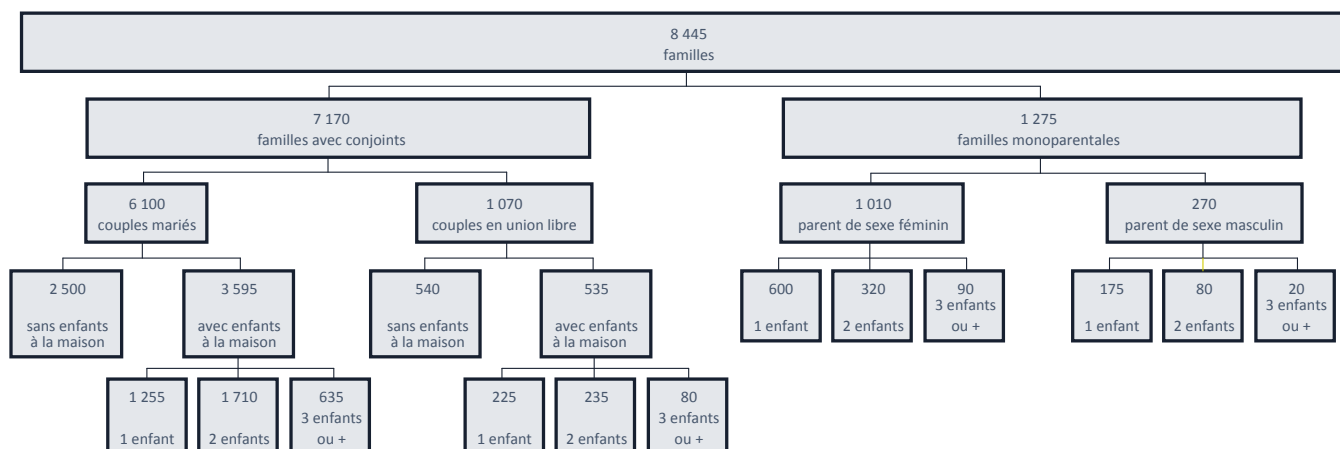 8 445
familles
7 170
familles avec conjoints
1 275
familles monoparentales
6 100
couples mariés
1 070
couples en union libre
1 010
parent de sexe féminin
270
parent de sexe masculin
2 500
sans enfants
à la maison
3 595
avec enfants
à la maison
540
sans enfants
à la maison
535
avec enfants
à la maison
600
1 enfant
320
2 enfants
90
3 enfants
ou +
175
1 enfant
80
2 enfants
20
3 enfants
ou +
1 255
1 enfant
1 710
2 enfants
635
3 enfants
ou +
225
1 enfant
235
2 enfants
80
3 enfants
ou +